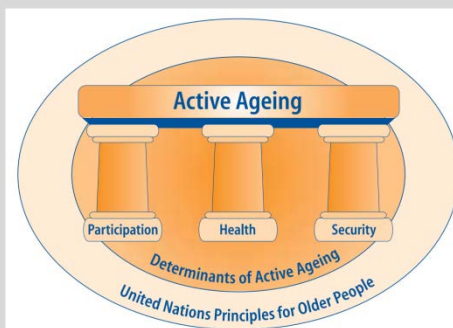 Active Ageing
Participation
Health
Security
Determinants of Active Ageing
United Nations Principles for Older People